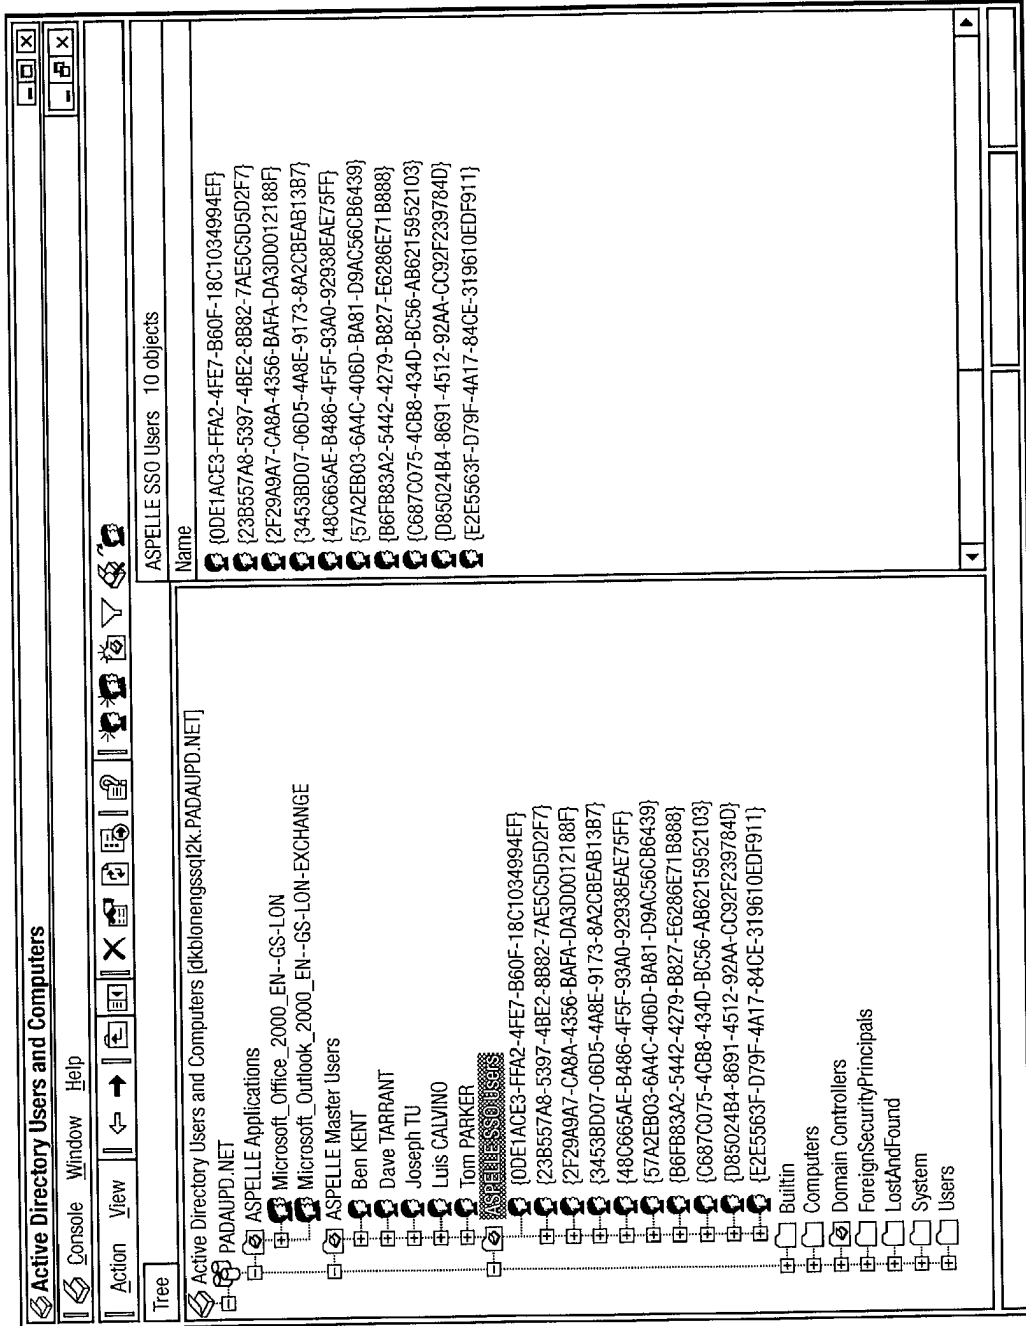 Active Directory Users and Computers
Console Window Help
Action View
Tree
ASPELLE SSO Users 10 objects
Active Directory Users and Computers [dkblonengssql2k.PADAUPD.NET]
PADAUPD.NET
ASPELLE Applications
Microsoft_Office_2000_EN--GS-LON
Microsoft_Outlook_2000_EN--GS-LON-EXCHANGE
ASPELLE Master Users
Ben KENT
Dave TARRANT
Joseph TU
Luis CALVINO
Tom PARKER
ASPELLE SSO Users
{0DE1ACE3-FFA2-4FE7-B60F-18C1034994EF}
{23B557A8-5397-4BE2-8B82-7AE5C5D5D2F7}
{2F29A9A7-CA8A-4356-BAFA-DA3D0012188F}
{3453BD07-06D5-4A8E-9173-8A2CBEAB13B7}
{48C665AE-B486-4F5F-93A0-92938EAE75FF}
{57A2EB03-6A4C-406D-BA81-D9AC56CB6439}
{B6FB83A2-5442-4279-B827-E6286E71B888}
{C687C075-4CB8-434D-BC56-AB6215952103}
{D85024B4-8691-4512-92AA-CC92F239784D}
{E2E5563F-D79F-4A17-84CE-319610EDF911}
Builtin
Computers
Domain Controllers
ForeignSecurityPrincipals
LostAndFound
System
Users
Name
{0DE1ACE3-FFA2-4FE7-B60F-18C1034994EF}
{23B557A8-5397-4BE2-8B82-7AE5C5D5D2F7}
{2F29A9A7-CA8A-4356-BAFA-DA3D0012188F}
{3453BD07-06D5-4A8E-9173-8A2CBEAB13B7}
{48C665AE-B486-4F5F-93A0-92938EAE75FF}
{57A2EB03-6A4C-406D-BA81-D9AC56CB6439}
{B6FB83A2-5442-4279-B827-E6286E71B888}
{C687C075-4CB8-434D-BC56-AB6215952103}
{D85024B4-8691-4512-92AA-CC92F239784D}
{E2E5563F-D79F-4A17-84CE-319610EDF911}